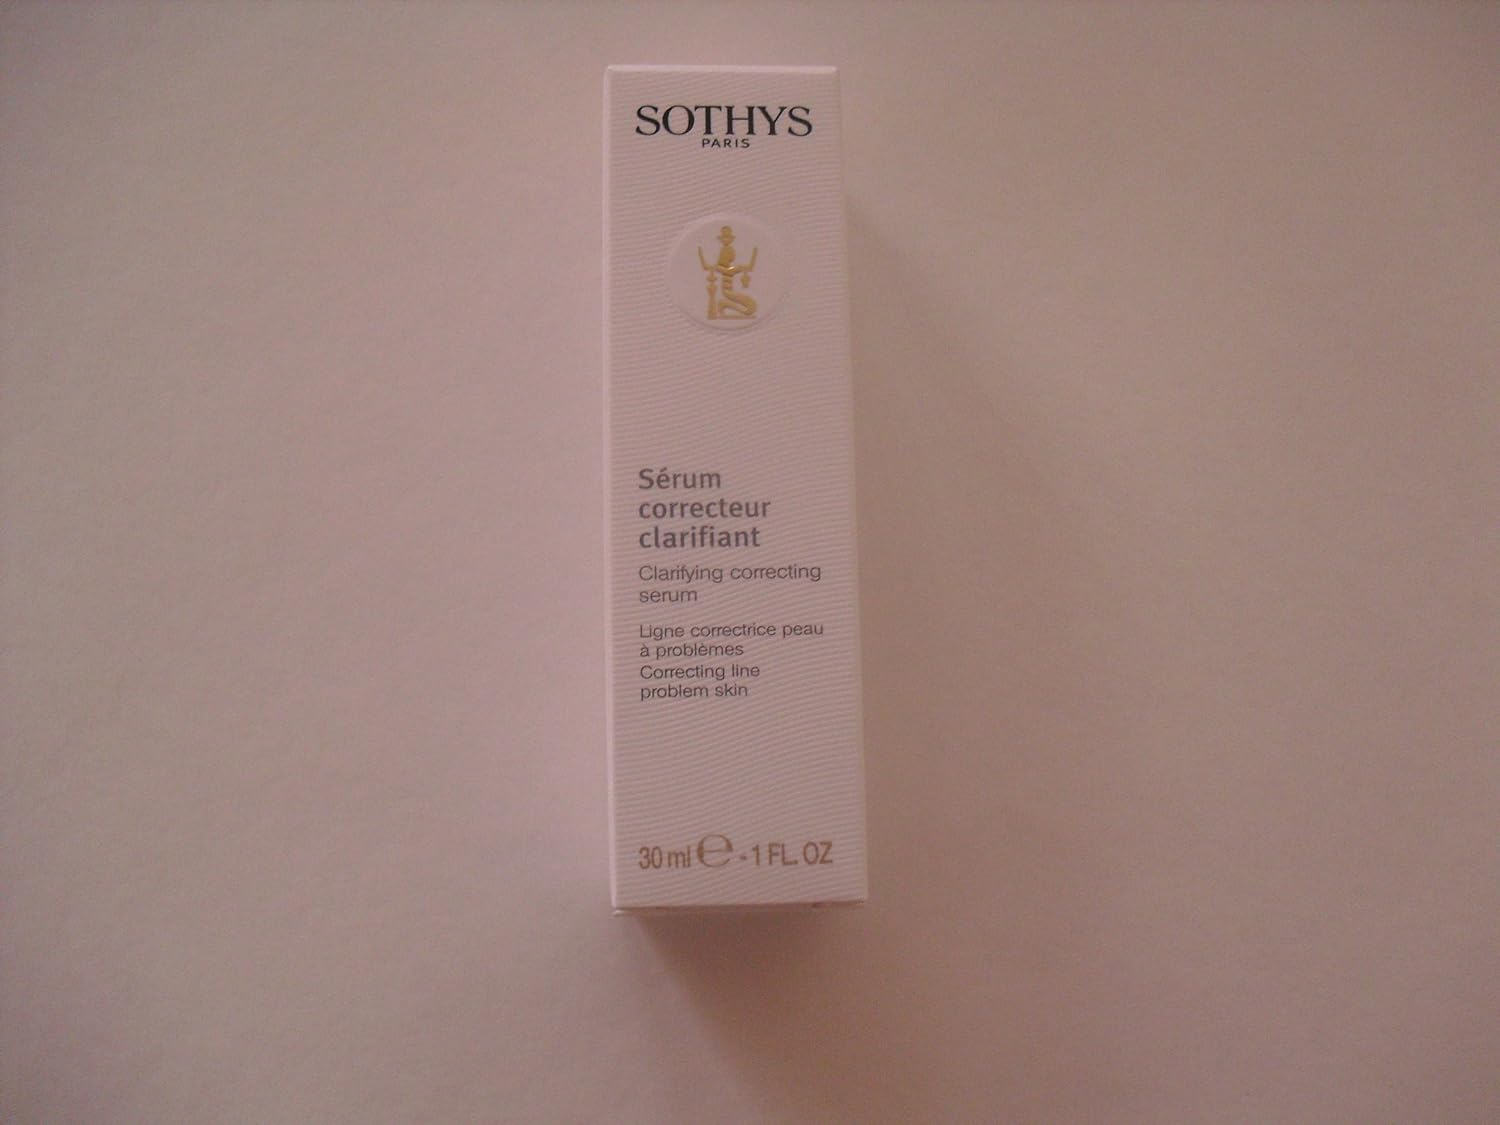 SOTHYS
PARIS
Sérum
correcteur
clarifiant
Clarifying correcting
serum
Ligne correctrice peau
à problèmes
Correcting line
problem skin
30 ml ℮ - 1 FL. OZ